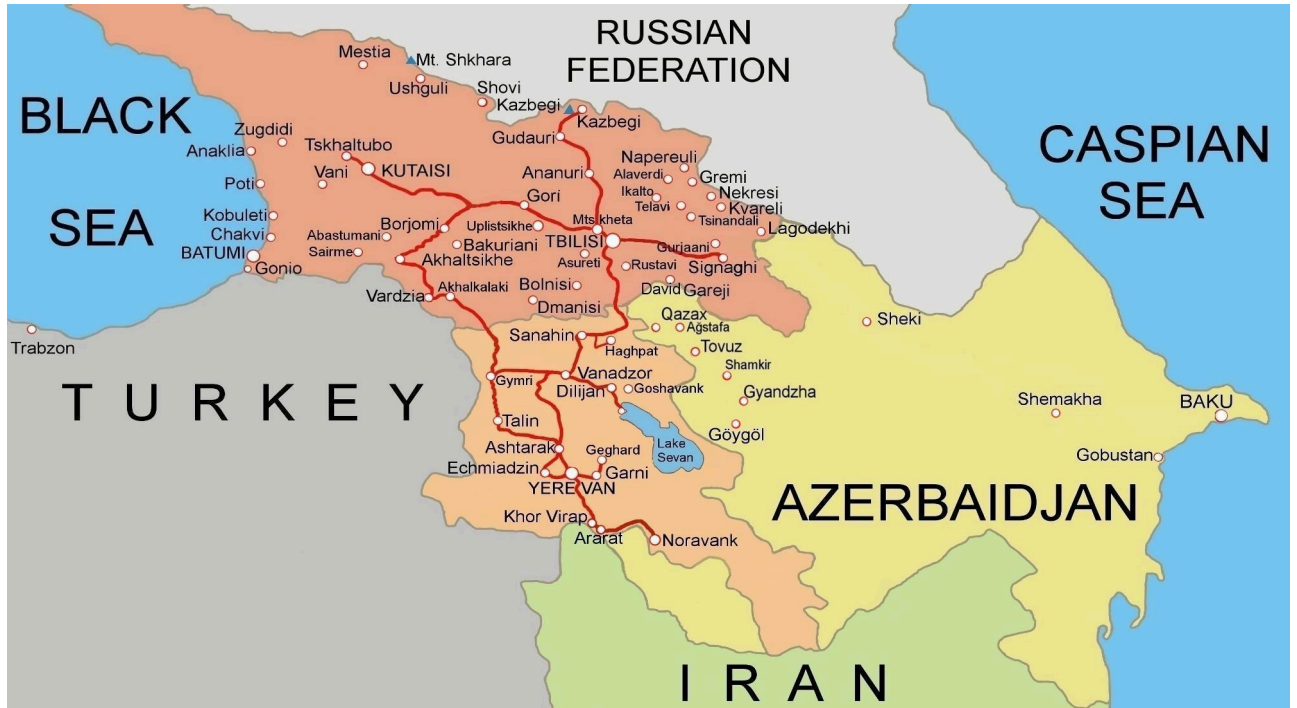 RUSSIAN
FEDERATION
BLACK
SEA
CASPIAN
SEA
Mestia
Mt. Shkhara
Ushguli
Shovi
Kazbegi
Kazbegi
Gudauri
Zugdidi
Anaklia
Tskhaltubo
KUTAISI
Vani
Poti
Ananuri
Napereuli
Alaverdi
Gremi
Ikalto
Nekresi
Telavi
Kvareli
Tsinandali
Lagodekhi
Gori
Kobuleti
Chakvi
BATUMI
Gonio
Borjomi
Abastumani
Sairme
Uplistsikhe
Mtsikheta
TBILISI
Bakuriani
Akhaltsikhe
Asureti
Gurjaani
Rustavi
Signaghi
Vardzia
Akhalkalaki
Bolnisi
Dmanisi
David Gareji
Trabzon
Qazax
Ağstafa
Sheki
Sanahin
Haghpat
Tovuz
TURKEY
Gymri
Vanadzor
Dilijan
Goshavank
Shamkir
Gyandzha
Göygöl
Shemakha
BAKU
Gobustan
Talin
Ashtarak
Geghard
Lake
Sevan
Echmiadzin
Garni
YEREVAN
AZERBAIDJAN
Khor Virap
Ararat
Noravank
IRAN